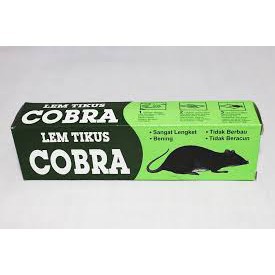 LEM TIKUS
COBRA
LEM TIKUS
COBRA
• Sangat Lengket
• Bening
• Tidak Berbau
• Tidak Beracun